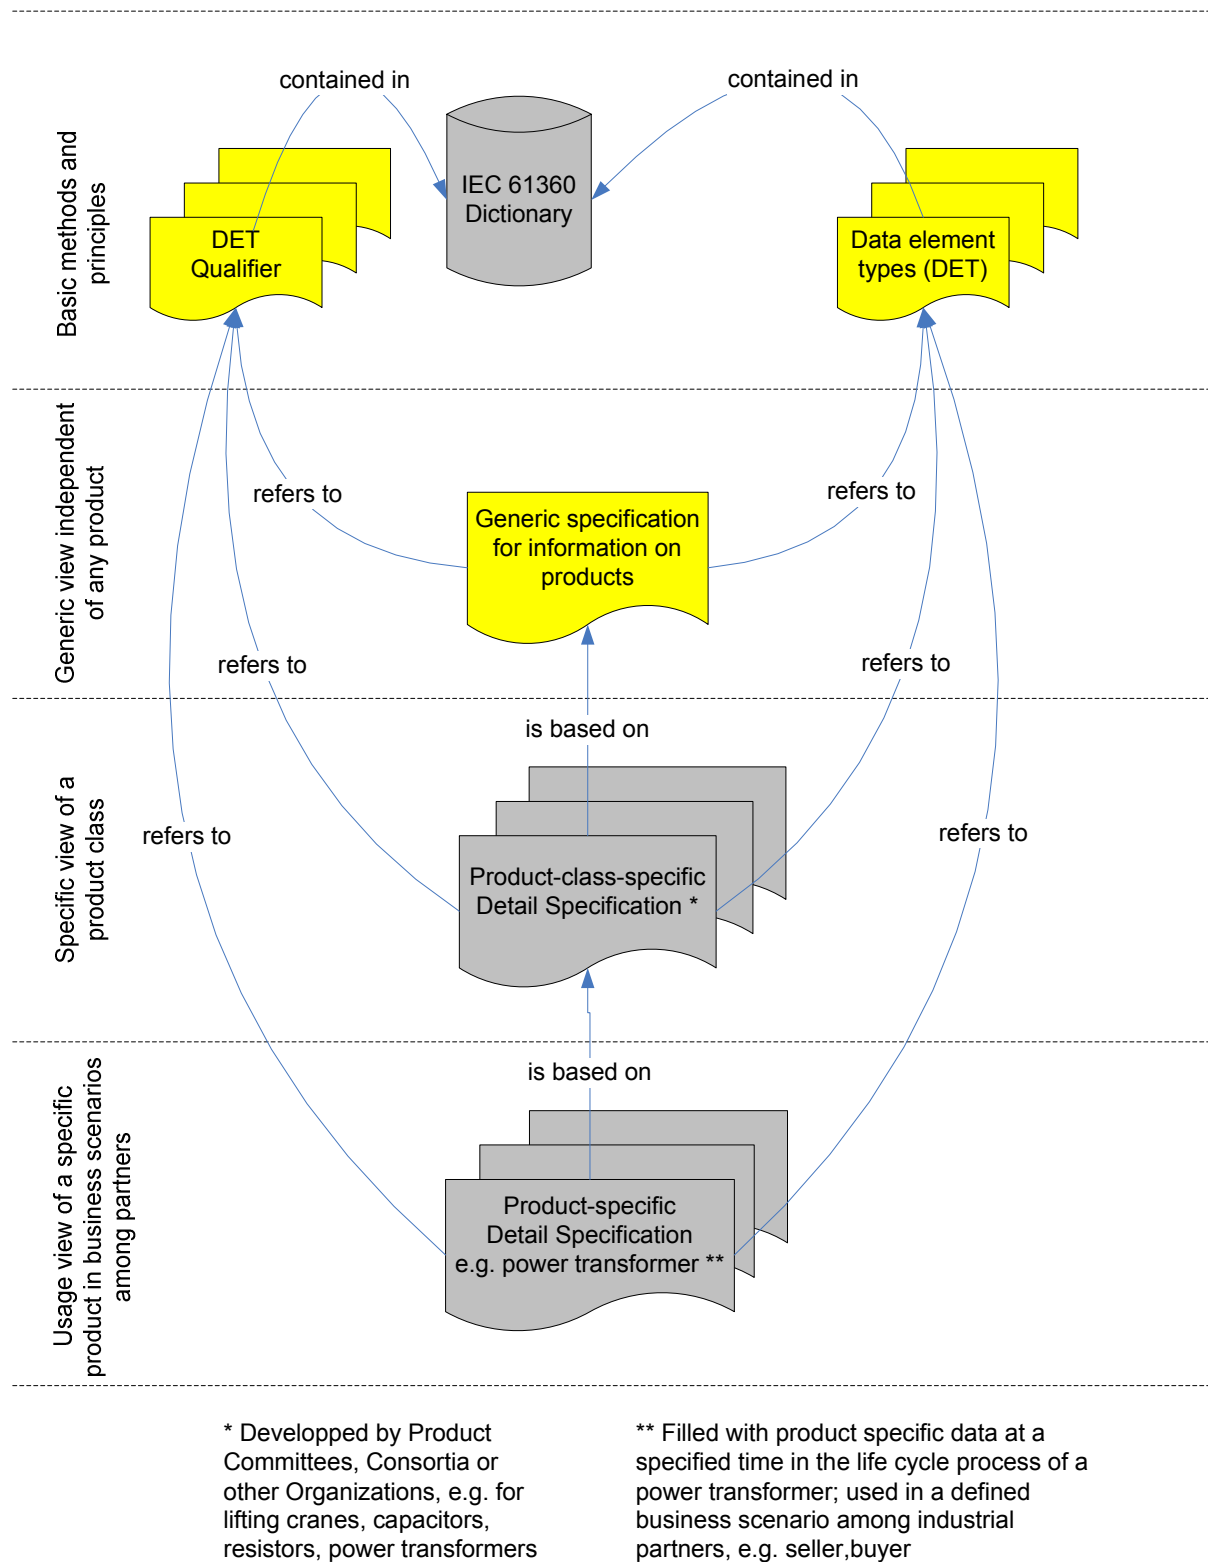 contained in
contained in
Basic methods and
principles
IEC 61360
Dictionary
DET
Qualifier
Data element
types (DET)
Generic view independent
of any product
refers to
refers to
Generic specification
for information on
products
refers to
refers to
Specific view of a
product class
is based on
refers to
refers to
Product-class-specific
Detail Specification *
Usage view of a specific
product in business scenarios
among partners
is based on
Product-specific
Detail Specification
e.g. power transformer **
* Developped by Product
Committees, Consortia or
other Organizations, e.g. for
lifting cranes, capacitors,
resistors, power transformers
** Filled with product specific data at a
specified time in the life cycle process of a
power transformer; used in a defined
business scenario among industrial
partners, e.g. seller,buyer